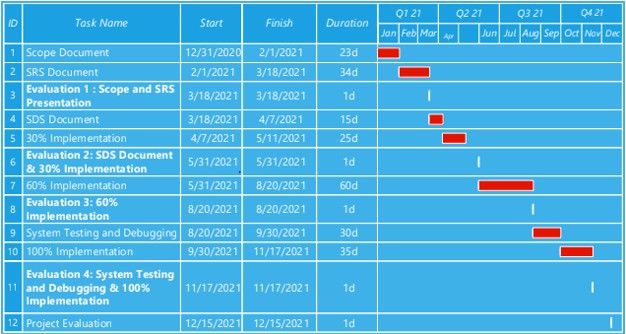 ID Task Name Start Finish Duration Q1 21 Q2 21 Q3 21 Q4 21
Jan Feb Mar Apr Jun Jul Aug Sep Oct Nov Dec
1 Scope Document 12/31/2020 2/1/2021 23d
2 SRS Document 2/1/2021 3/18/2021 34d
3 Evaluation 1 : Scope and SRS
Presentation 3/18/2021 3/18/2021 1d
4 SDS Document 3/18/2021 4/7/2021 15d
5 30% Implementation 4/7/2021 5/11/2021 25d
6 Evaluation 2: SDS Document
& 30% Implementation 5/31/2021 5/31/2021 1d
7 60% Implementation 5/31/2021 8/20/2021 60d
8 Evaluation 3: 60%
Implementation 8/20/2021 8/20/2021 1d
9 System Testing and Debugging 8/20/2021 9/30/2021 30d
10 100% Implementation 9/30/2021 11/17/2021 35d
11 Evaluation 4: System Testing
and Debugging & 100%
Implementation 11/17/2021 11/17/2021 1d
12 Project Evaluation 12/15/2021 12/15/2021 1d